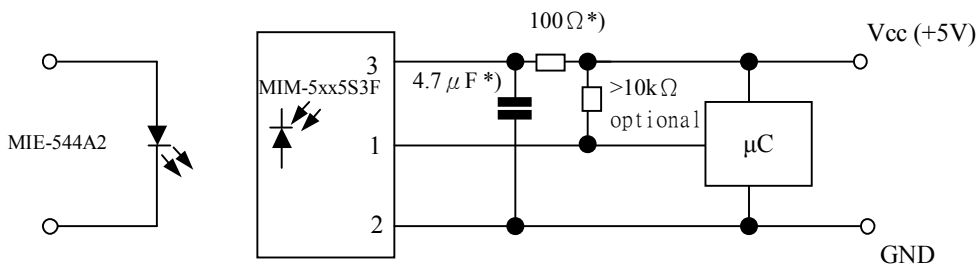 100Ω*)
Vcc (+5V)
3
MIM-5xx5S3F
4.7μF*)
>10kΩ
optional
MIE-544A2
1
μC
2
GND